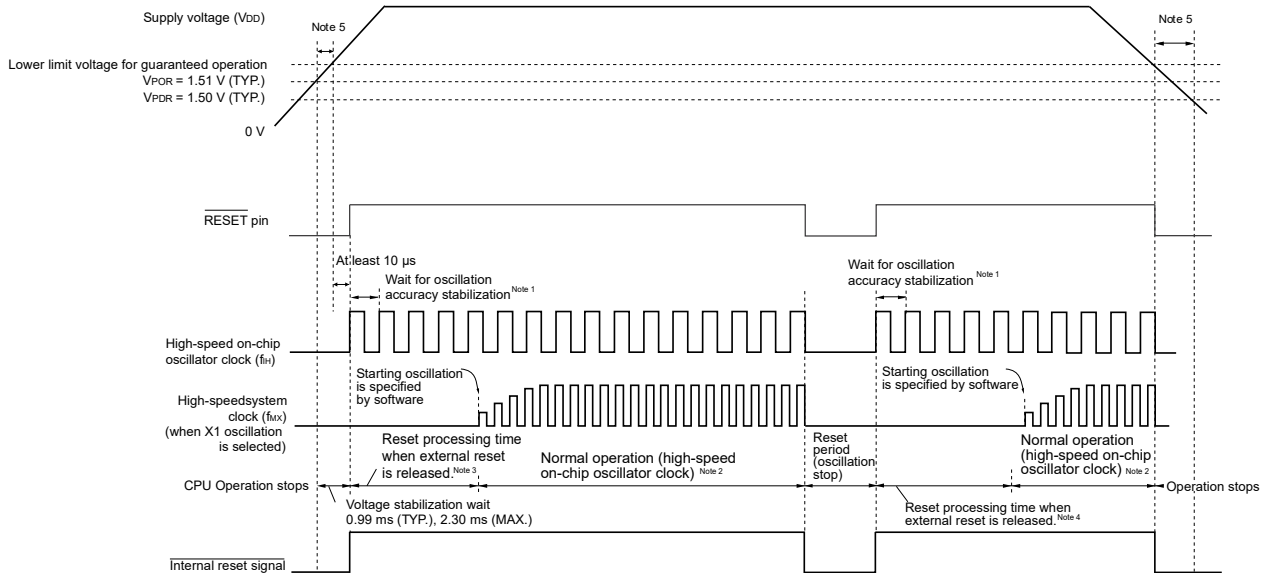 Supply voltage (VDD)
Note 5
Note 5
Lower limit voltage for guaranteed operation
VPOR = 1.51 V (TYP.)
VPDR = 1.50 V (TYP.)
0 V
RESET pin
At least 10 µs
Wait for oscillation
accuracy stabilization Note 1
Wait for oscillation
accuracy stabilization Note 1
High-speed on-chip
oscillator clock (fIH)
Starting oscillation
is specified
by software
Starting oscillation
is specified by software
High-speedsystem
clock (fMX)
(when X1 oscillation
is selected)
Reset processing time
when external reset
is released. Note 3
Normal operation (high-speed
on-chip oscillator clock) Note 2
Reset
period
(oscillation
stop)
Normal operation
(high-speed on-chip
oscillator clock) Note 2
CPU Operation stops
Operation stops
Voltage stabilization wait
0.99 ms (TYP.), 2.30 ms (MAX.)
Reset processing time when
external reset is released. Note 4
Internal reset signal